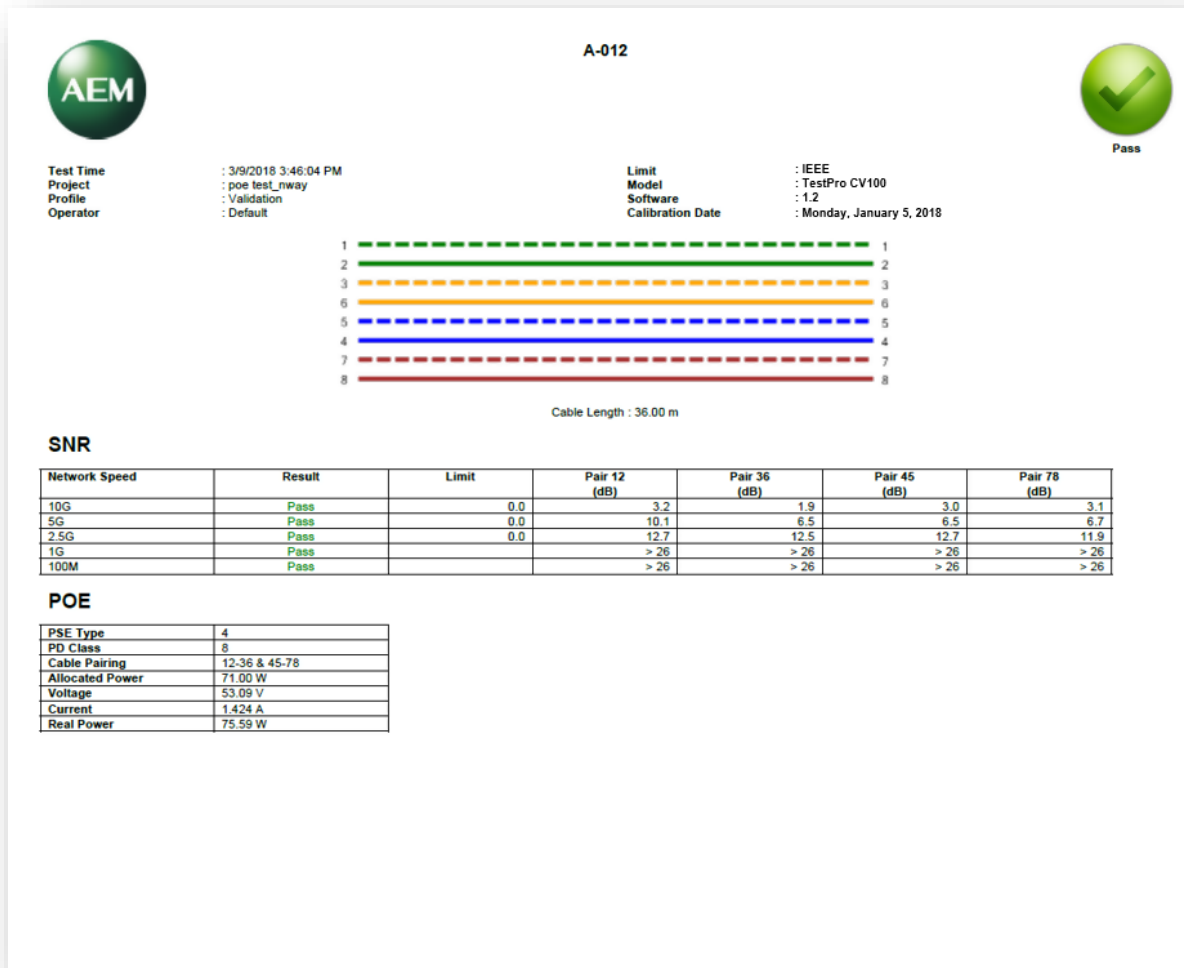 A-012
AEM
Pass
Test Time : 3/9/2018 3:46:04 PM Limit : IEEE
Project : poe test_nway Model : TestPro CV100
Profile : Validation Software : 1.2
Operator : Default Calibration Date : Monday, January 5, 2018
1 1
2 2
3 3
6 6
5 5
4 4
7 7
8 8
Cable Length : 36.00 m
SNR
Network Speed Result Limit Pair 12 Pair 36 Pair 45 Pair 78
(dB) (dB) (dB) (dB)
10G Pass 0.0 3.2 1.9 3.0 3.1
5G Pass 0.0 10.1 6.5 6.5 6.7
2.5G Pass 0.0 12.7 12.5 12.7 11.9
1G Pass > 26 > 26 > 26 > 26
100M Pass > 26 > 26 > 26 > 26
POE
PSE Type 4
PD Class 8
Cable Pairing 12-36 & 45-78
Allocated Power 71.00 W
Voltage 53.09 V
Current 1.424 A
Real Power 75.59 W